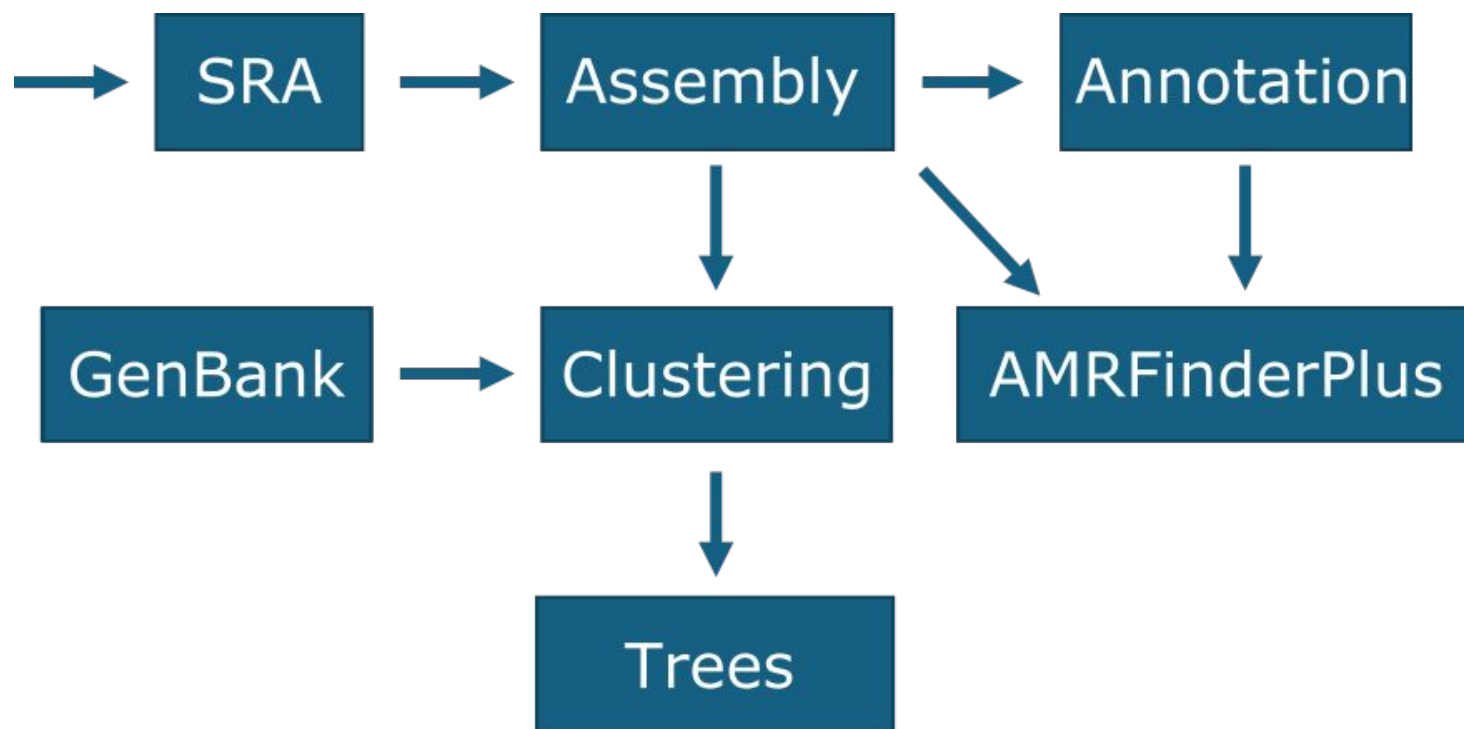 SRA
Assembly
Annotation
GenBank
Clustering
AMRFinderPlus
Trees